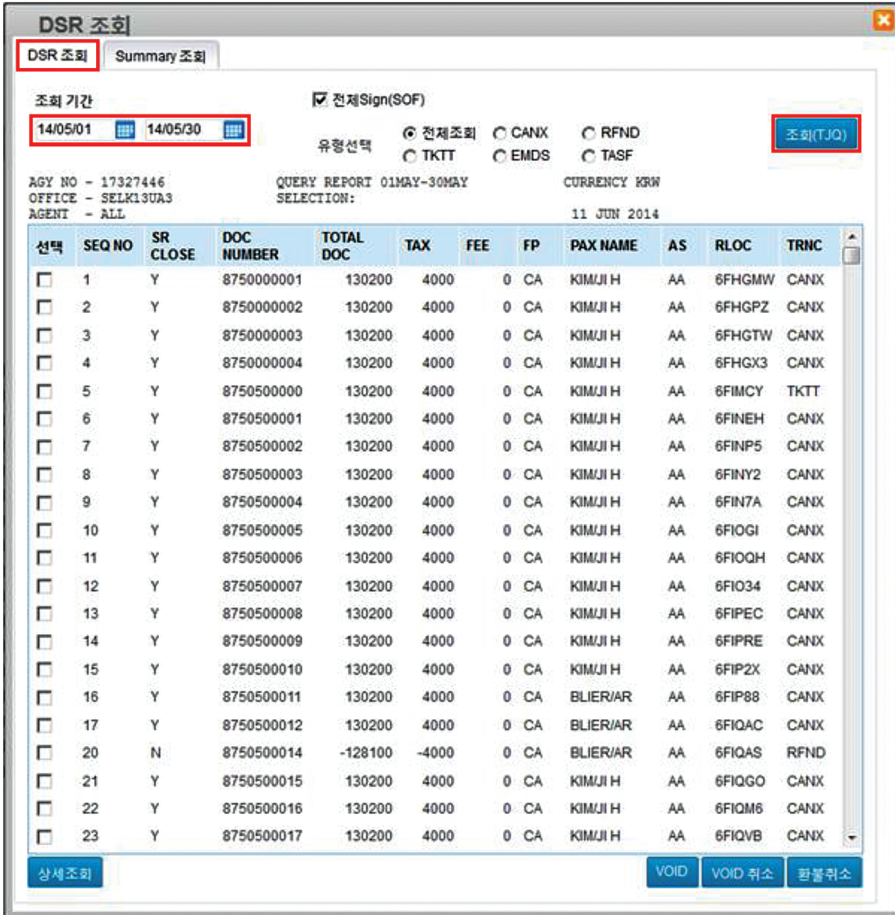 DSR 조회
DSR 조회 Summary 조회
조회 기간 전체Sign(SOF)
14/05/01 14/05/30 유형선택 전체조회 CANX RFND 조회(TJQ)
TKTT EMDS TASF
AGY NO - 17327446 QUERY REPORT 01MAY-30MAY CURRENCY KRW
OFFICE - SELK13UA3 SELECTION:
AGENT - ALL 11 JUN 2014
선택 SEQ NO SR CLOSE DOC NUMBER TOTAL DOC TAX FEE FP PAX NAME AS RLOC TRNC
1 Y 8750000001 130200 4000 0 CA KIM/JI H AA 6FHGMW CANX
2 Y 8750000002 130200 4000 0 CA KIM/JI H AA 6FHGPZ CANX
3 Y 8750000003 130200 4000 0 CA KIM/JI H AA 6FHGTW CANX
4 Y 8750000004 130200 4000 0 CA KIM/JI H AA 6FHGX3 CANX
5 Y 8750500000 130200 4000 0 CA KIM/JI H AA 6FIMCY TKTT
6 Y 8750500001 130200 4000 0 CA KIM/JI H AA 6FINEH CANX
7 Y 8750500002 130200 4000 0 CA KIM/JI H AA 6FINP5 CANX
8 Y 8750500003 130200 4000 0 CA KIM/JI H AA 6FINY2 CANX
9 Y 8750500004 130200 4000 0 CA KIM/JI H AA 6FIN7A CANX
10 Y 8750500005 130200 4000 0 CA KIM/JI H AA 6FIOGI CANX
11 Y 8750500006 130200 4000 0 CA KIM/JI H AA 6FIOQH CANX
12 Y 8750500007 130200 4000 0 CA KIM/JI H AA 6FIO34 CANX
13 Y 8750500008 130200 4000 0 CA KIM/JI H AA 6FIPEC CANX
14 Y 8750500009 130200 4000 0 CA KIM/JI H AA 6FIPRE CANX
15 Y 8750500010 130200 4000 0 CA KIM/JI H AA 6FIP2X CANX
16 Y 8750500011 130200 4000 0 CA BLIER/AR AA 6FIP88 CANX
17 Y 8750500012 130200 4000 0 CA BLIER/AR AA 6FIQAC CANX
20 N 8750500014 -128100 -4000 0 CA BLIER/AR AA 6FIQAS RFND
21 Y 8750500015 130200 4000 0 CA KIM/JI H AA 6FIQGO CANX
22 Y 8750500016 130200 4000 0 CA KIM/JI H AA 6FIQM6 CANX
23 Y 8750500017 130200 4000 0 CA KIM/JI H AA 6FIQVB CANX
상세조회 VOID VOID 취소 환불취소